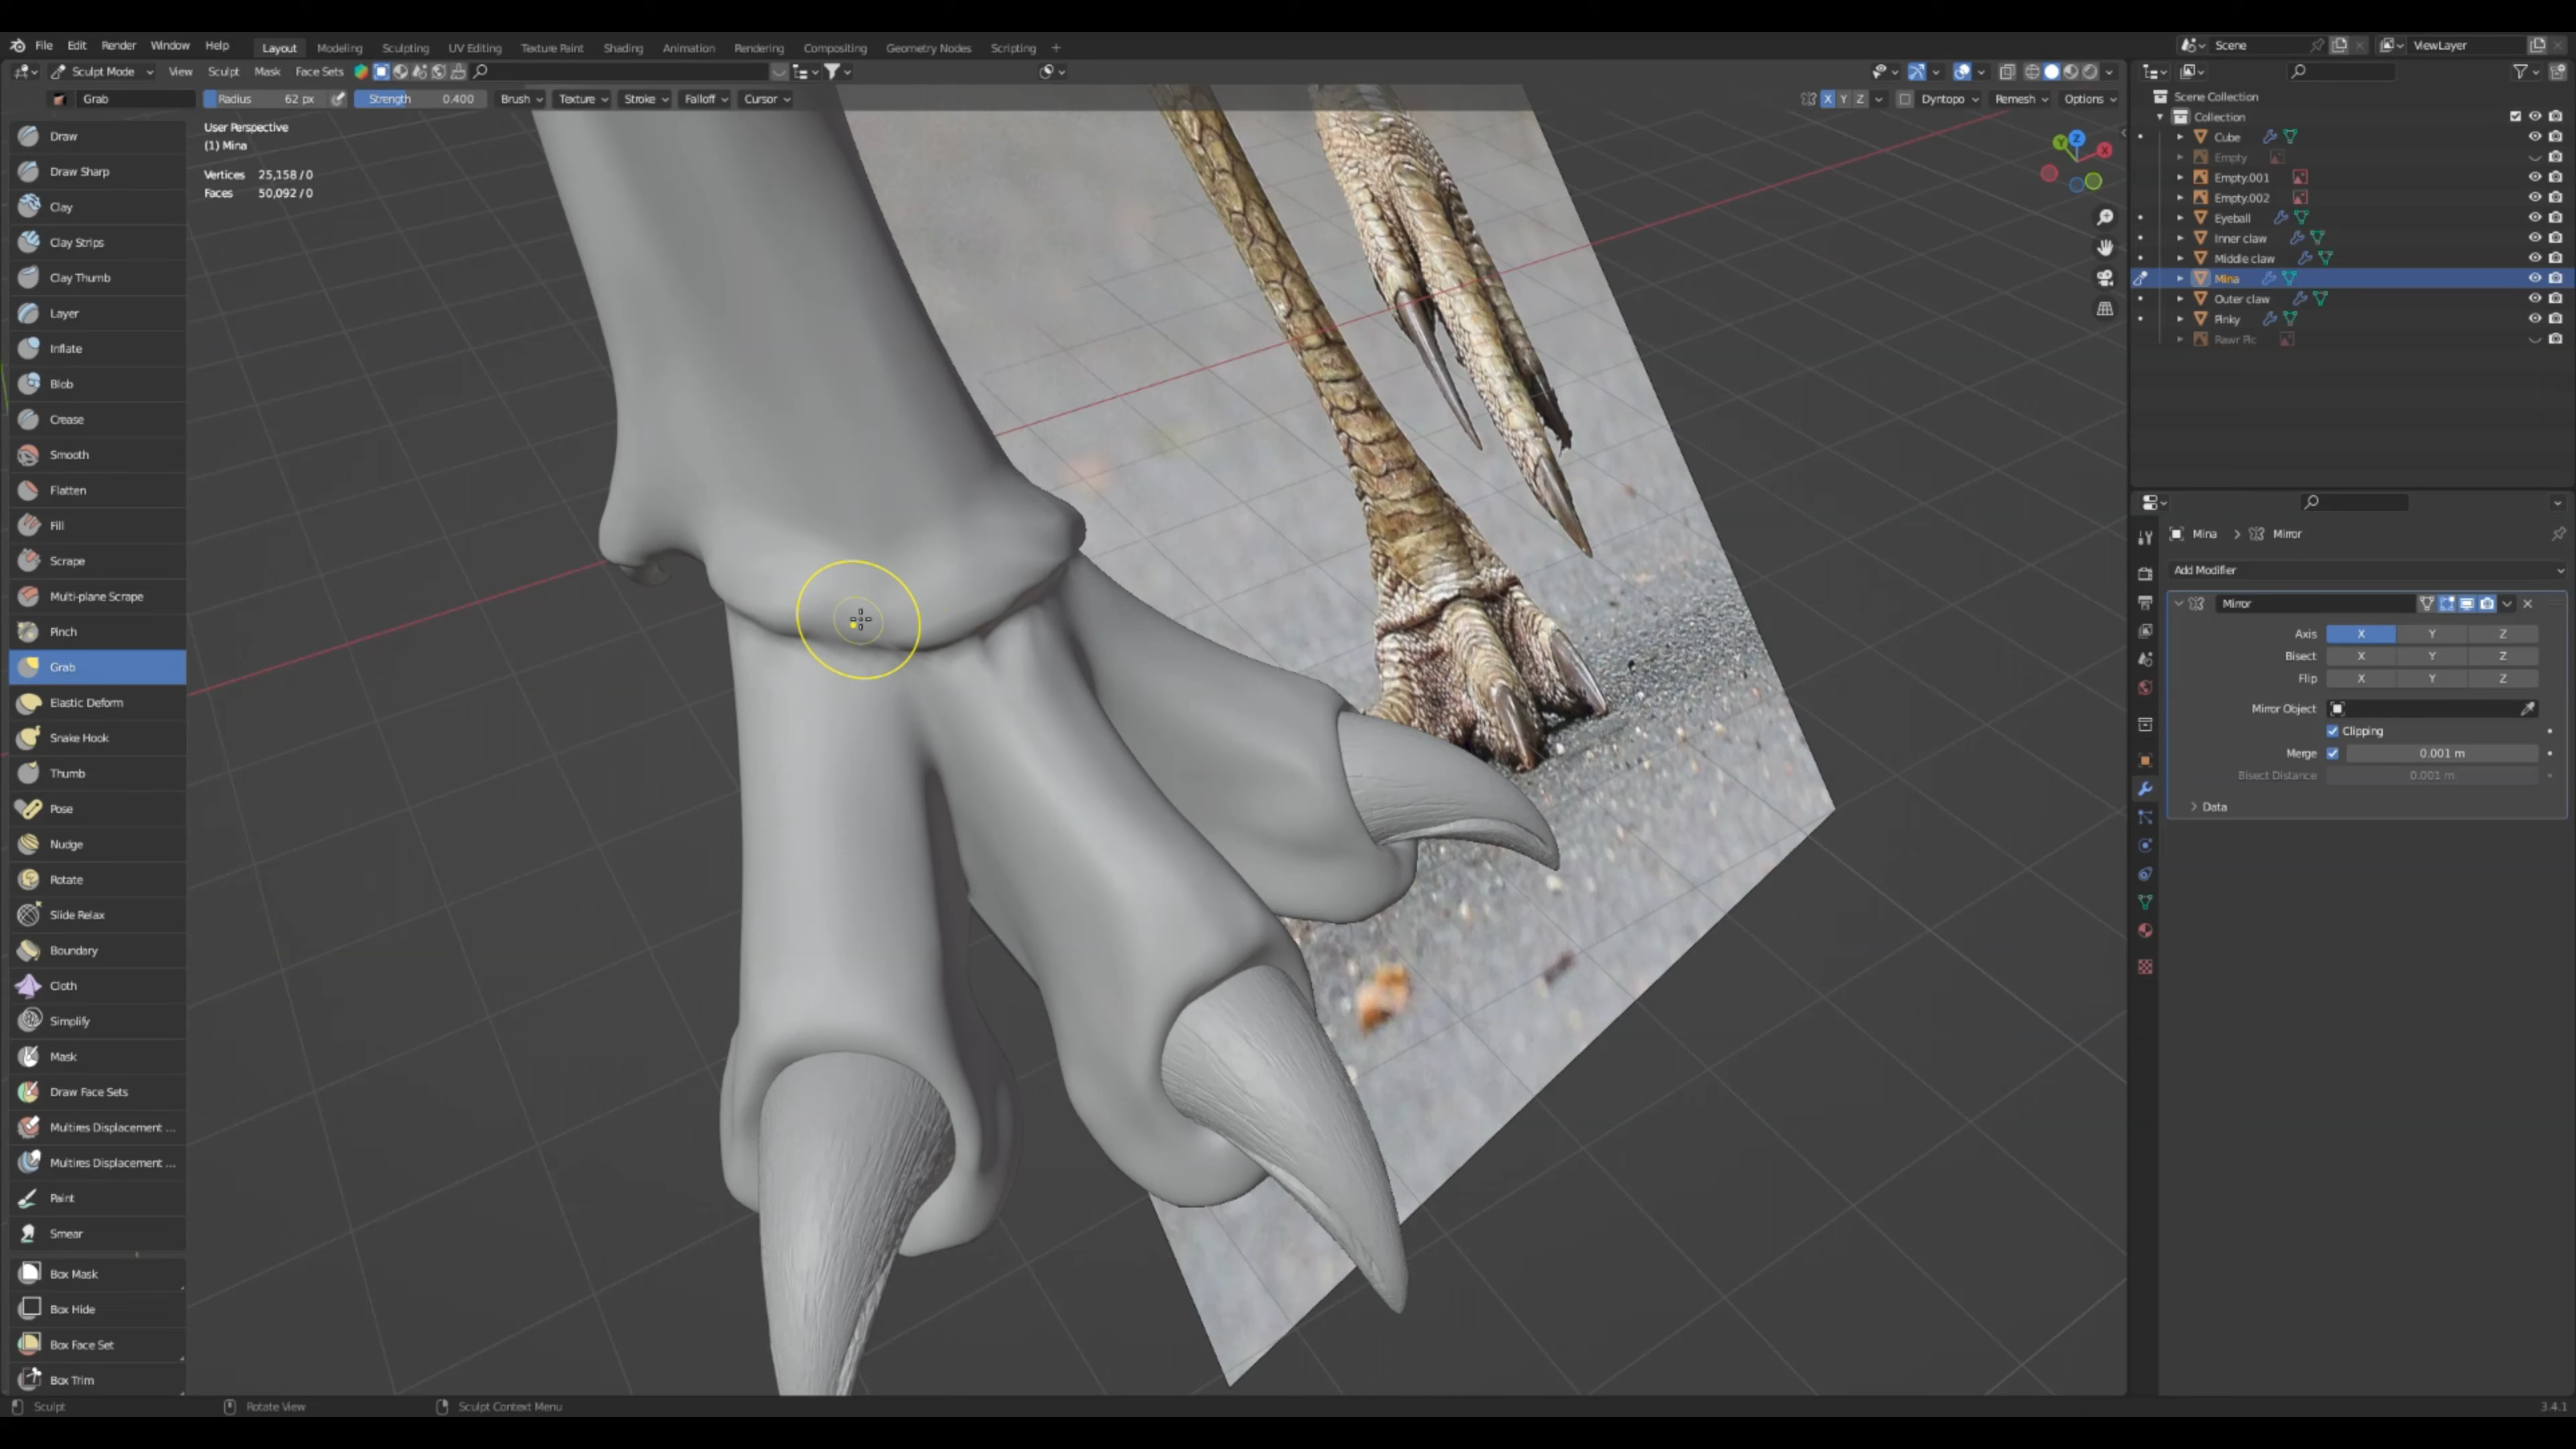 File Edit Render Window Help Layout Modeling Sculpting UV Editing Texture Paint Shading Animation Rendering Compositing Geometry Nodes Scripting + Scene ViewLayer
Sculpt Mode View Sculpt Mask Face Sets
Grab Radius 62 px Strength 0.400 Brush Texture Stroke Falloff Cursor X Y Z Dyntopo Remesh Options
User Perspective
(1) Mina
Vertices 25,158 / 0
Faces 50,092 / 0
Draw
Draw Sharp
Clay
Clay Strips
Clay Thumb
Layer
Inflate
Blob
Crease
Smooth
Flatten
Fill
Scrape
Multi-plane Scrape
Pinch
Grab
Elastic Deform
Snake Hook
Thumb
Pose
Nudge
Rotate
Slide Relax
Boundary
Cloth
Simplify
Mask
Draw Face Sets
Multires Displacement ...
Multires Displacement ...
Paint
Smear
Box Mask
Box Hide
Box Face Set
Box Trim
Z
Y
X
Scene Collection
Collection
Cube
Empty
Empty.001
Empty.002
Eyeball
Inner claw
Middle claw
Mina
Outer claw
Pinky
Rawr Pic
Mina > Mirror
Add Modifier
Mirror
Axis X Y Z
Bisect X Y Z
Flip X Y Z
Mirror Object
Clipping
Merge 0.001 m
Bisect Distance 0.001 m
Data
Sculpt Rotate View Sculpt Context Menu 3.4.1